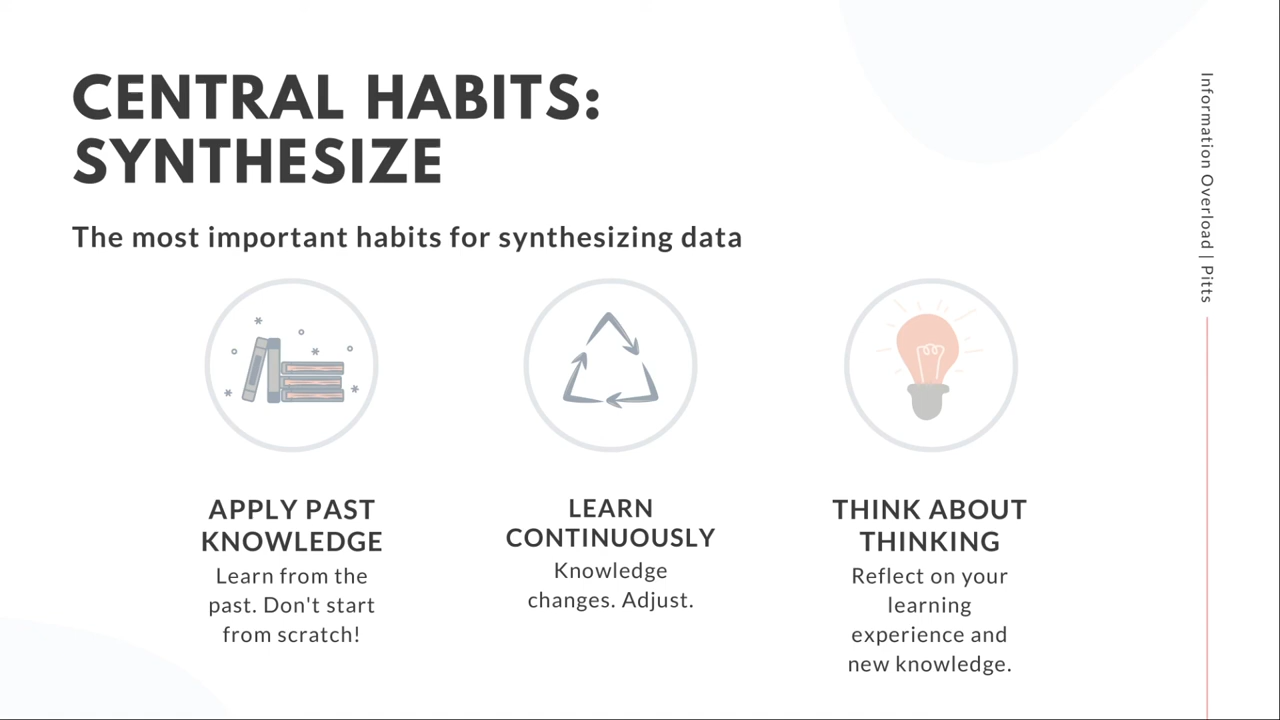 CENTRAL HABITS:
SYNTHESIZE
The most important habits for synthesizing data
APPLY PAST
KNOWLEDGE
Learn from the
past. Don't start
from scratch!
LEARN
CONTINUOUSLY
Knowledge
changes. Adjust.
THINK ABOUT
THINKING
Reflect on your
learning
experience and
new knowledge.
Information Overload | Pitts